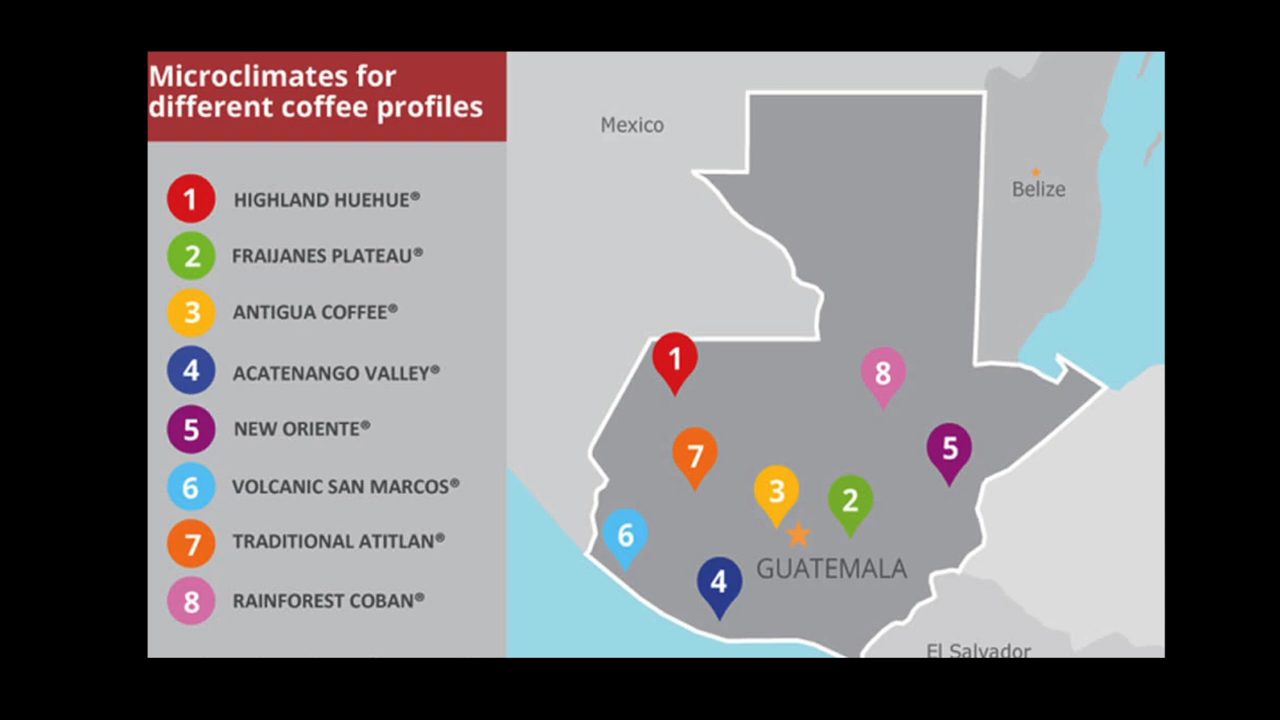 Microclimates for
different coffee profiles
1 HIGHLAND HUEHUE®
2 FRAIJANES PLATEAU®
3 ANTIGUA COFFEE®
4 ACATENANGO VALLEY®
5 NEW ORIENTE®
6 VOLCANIC SAN MARCOS®
7 TRADITIONAL ATITLAN®
8 RAINFOREST COBAN®
Mexico
Belize
1
8
7
5
3
2
6
4
GUATEMALA
El Salvador